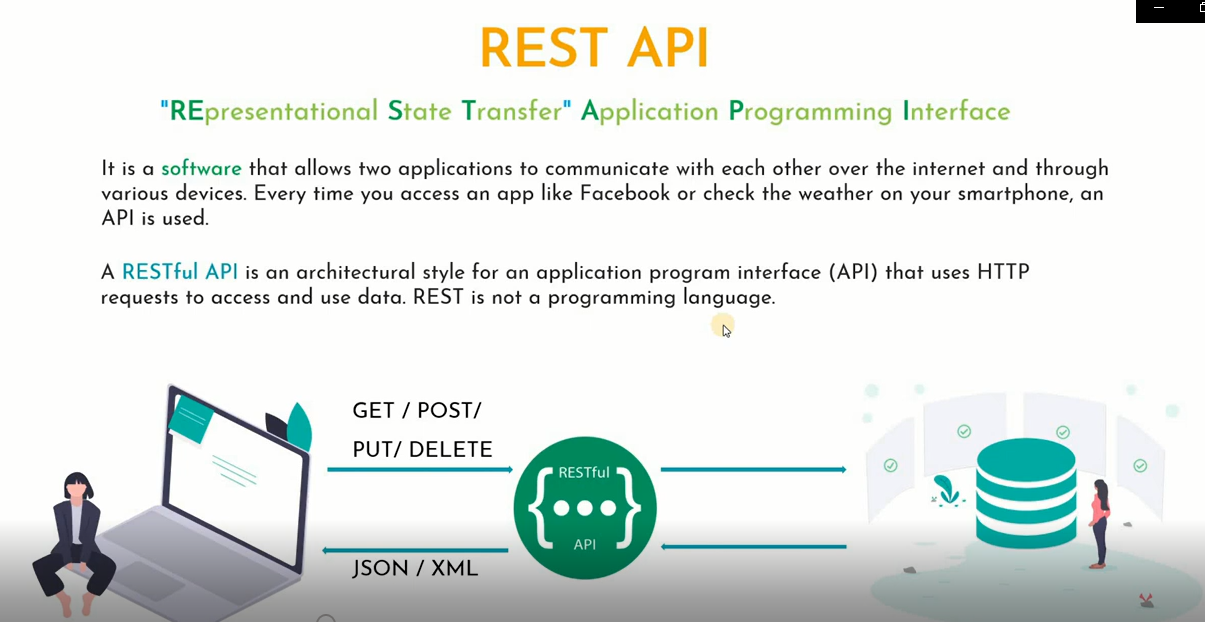 REST API
"REpresentational State Transfer" Application Programming Interface
It is a software that allows two applications to communicate with each other over the internet and through
various devices. Every time you access an app like Facebook or check the weather on your smartphone, an
API is used.
A RESTful API is an architectural style for an application program interface (API) that uses HTTP
requests to access and use data. REST is not a programming language.
GET / POST/
PUT/ DELETE
RESTful
API
JSON / XML